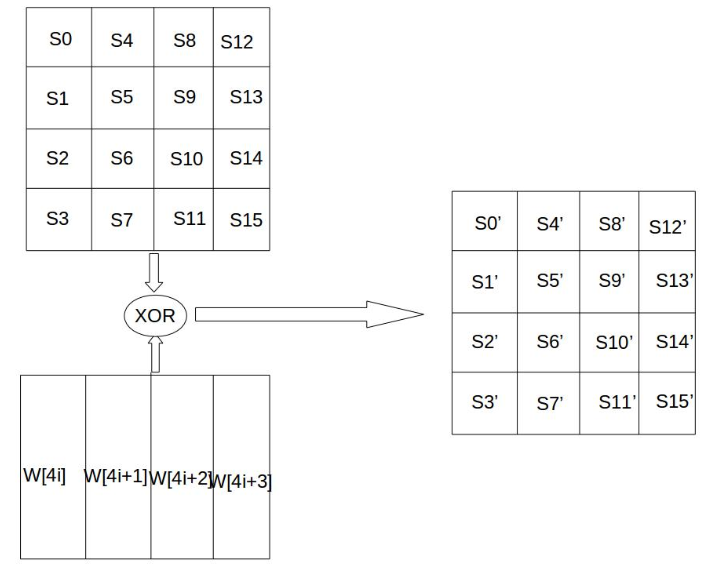 S0 S4 S8 S12
S1 S5 S9 S13
S2 S6 S10 S14
S3 S7 S11 S15
XOR
W[4i] W[4i+1] W[4i+2] W[4i+3]
S0’ S4’ S8’ S12’
S1’ S5’ S9’ S13’
S2’ S6’ S10’ S14’
S3’ S7’ S11’ S15’